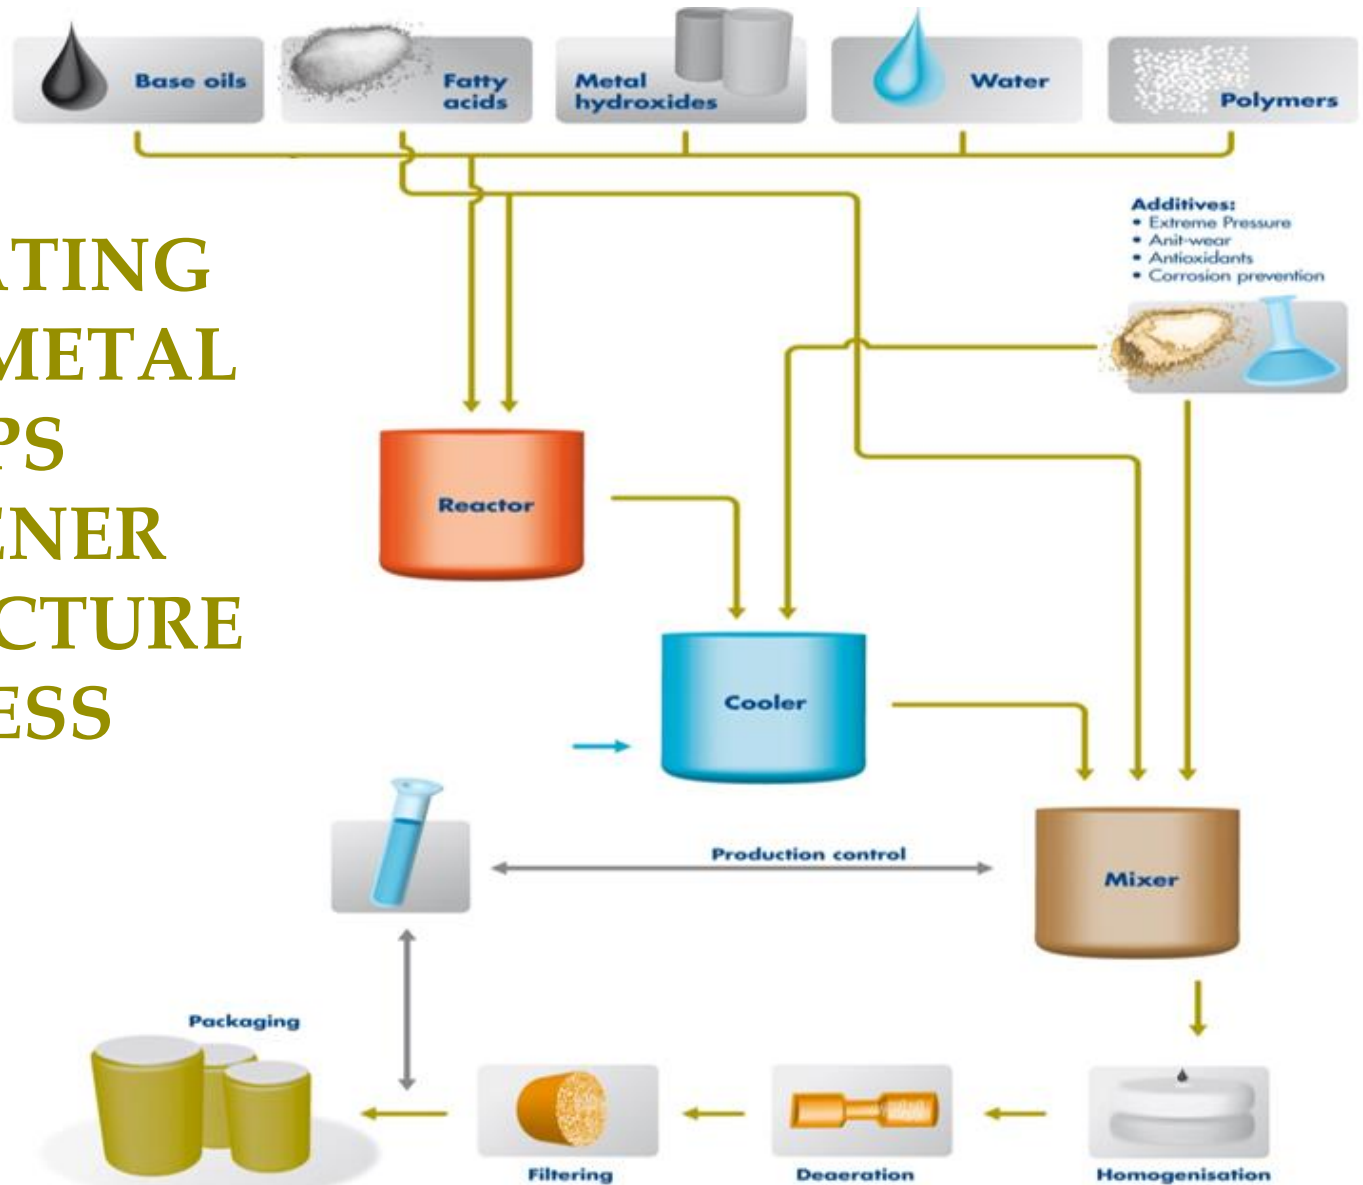 Base oils
Fatty
acids
Metal
hydroxides
Water
Polymers
Additives:
• Extreme Pressure
• Anit-wear
• Antioxidants
• Corrosion prevention
ATING
METAL
PS
ENER
CTURE
ESS
Reactor
Cooler
Production control
Mixer
Packaging
Filtering
Deaeration
Homogenisation